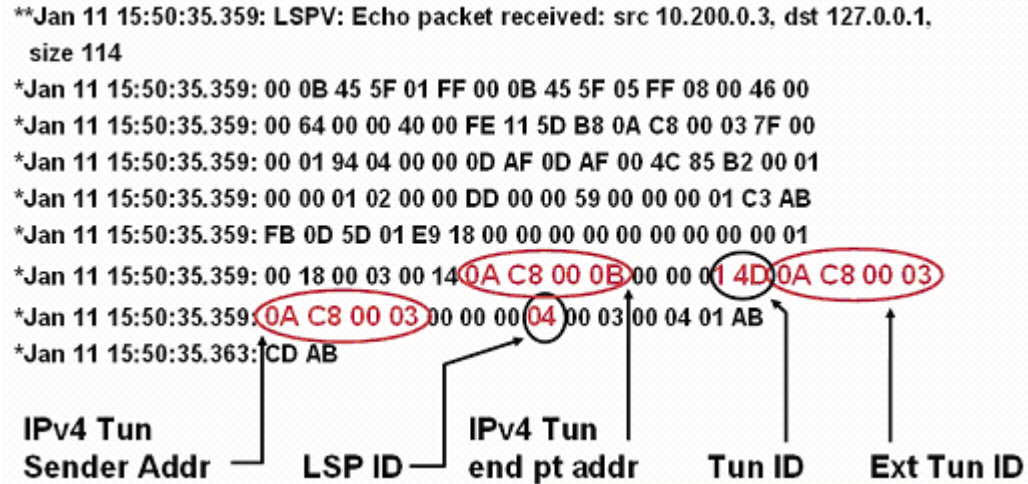 **Jan 11 15:50:35.359: LSPV: Echo packet received: src 10.200.0.3, dst 127.0.0.1,
size 114
*Jan 11 15:50:35.359: 00 0B 45 5F 01 FF 00 0B 45 5F 05 FF 08 00 46 00
*Jan 11 15:50:35.359: 00 64 00 00 40 00 FE 11 5D B8 0A C8 00 03 7F 00
*Jan 11 15:50:35.359: 00 01 94 04 00 00 0D AF 0D AF 00 4C 85 B2 00 01
*Jan 11 15:50:35.359: 00 00 01 02 00 00 DD 00 00 59 00 00 00 01 C3 AB
*Jan 11 15:50:35.359: FB 0D 5D 01 E9 18 00 00 00 00 00 00 00 00 00 01
*Jan 11 15:50:35.359: 00 18 00 03 00 14 0A C8 00 0B 00 00 01 4D 0A C8 00 03
*Jan 11 15:50:35.359: 0A C8 00 03 00 00 00 04 00 03 00 04 01 AB
*Jan 11 15:50:35.363: CD AB
IPv4 Tun
Sender Addr
LSP ID
IPv4 Tun
end pt addr
Tun ID
Ext Tun ID